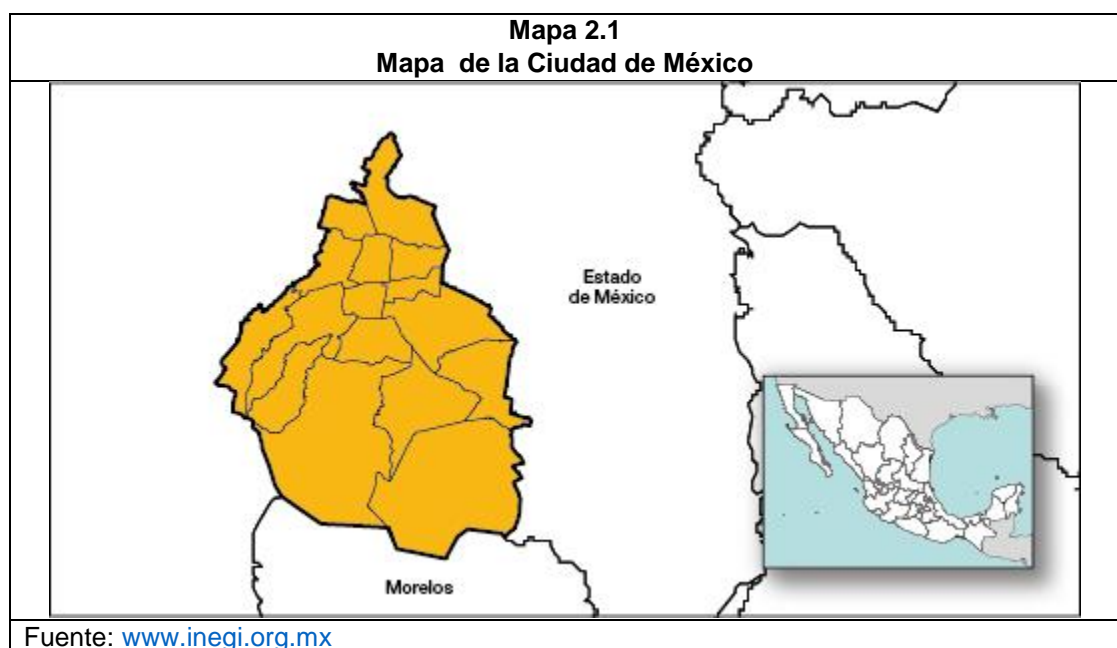 Mapa 2.1
Mapa de la Ciudad de México
Estado
de México
Morelos
Fuente: www.inegi.org.mx